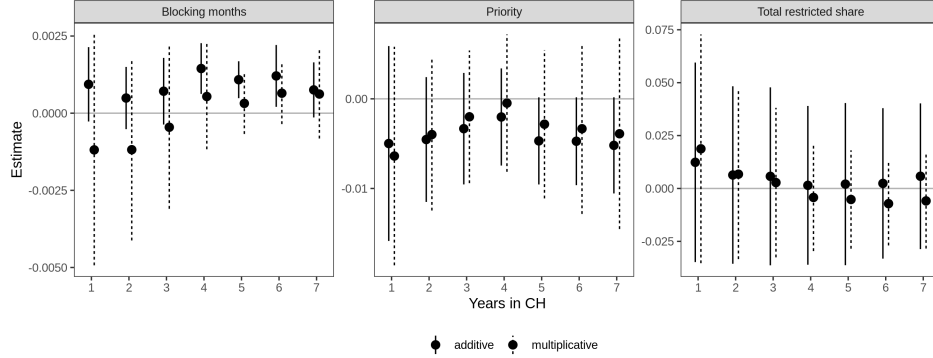 Blocking months
Priority
Total restricted share
Estimate
0.0025
0.0000
-0.0025
-0.0050
0.00
-0.01
0.075
0.050
0.025
0.000
-0.025
1 2 3 4 5 6 7
1 2 3 4 5 6 7
1 2 3 4 5 6 7
Years in CH
additive multiplicative